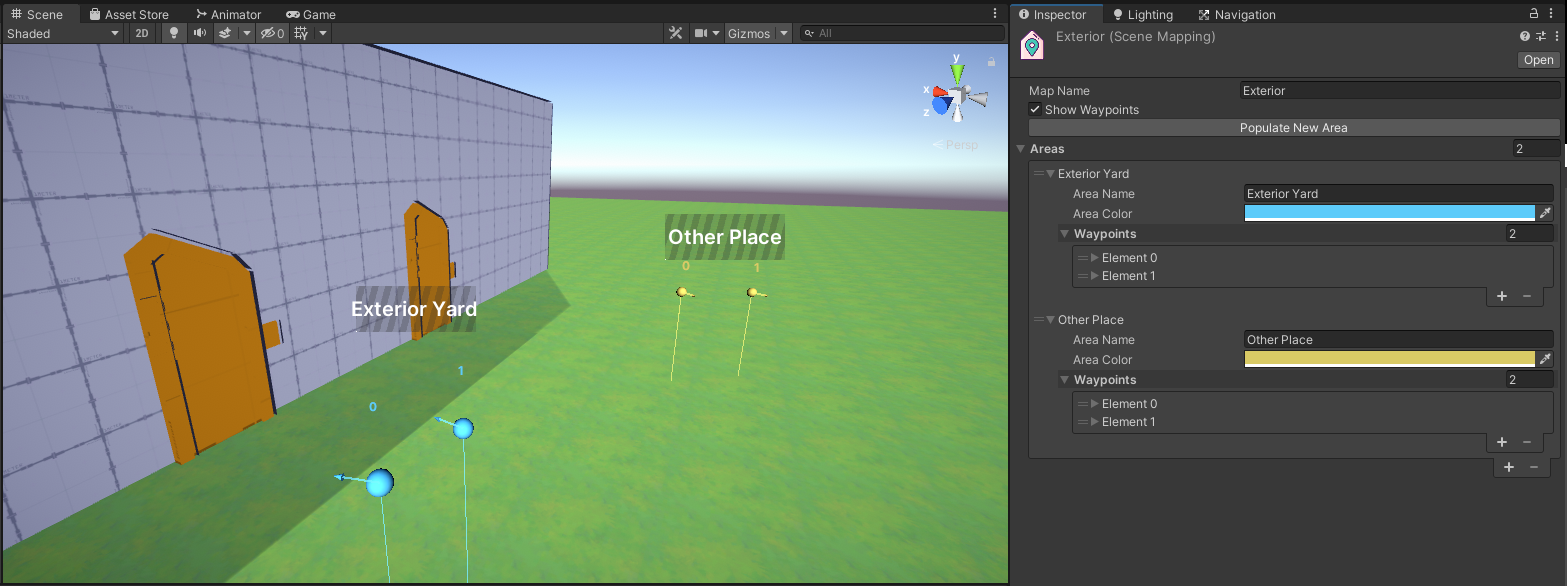 Scene Asset Store Animator Game
Shaded 2D 0 Gizmos All
y
x
z
Persp
Other Place
0 1
Exterior Yard
1
0
Inspector Lighting Navigation
Exterior (Scene Mapping)
Open
Map Name Exterior
Show Waypoints
Populate New Area
Areas 2
Exterior Yard
Area Name Exterior Yard
Area Color
Waypoints 2
Element 0
Element 1
Other Place
Area Name Other Place
Area Color
Waypoints 2
Element 0
Element 1